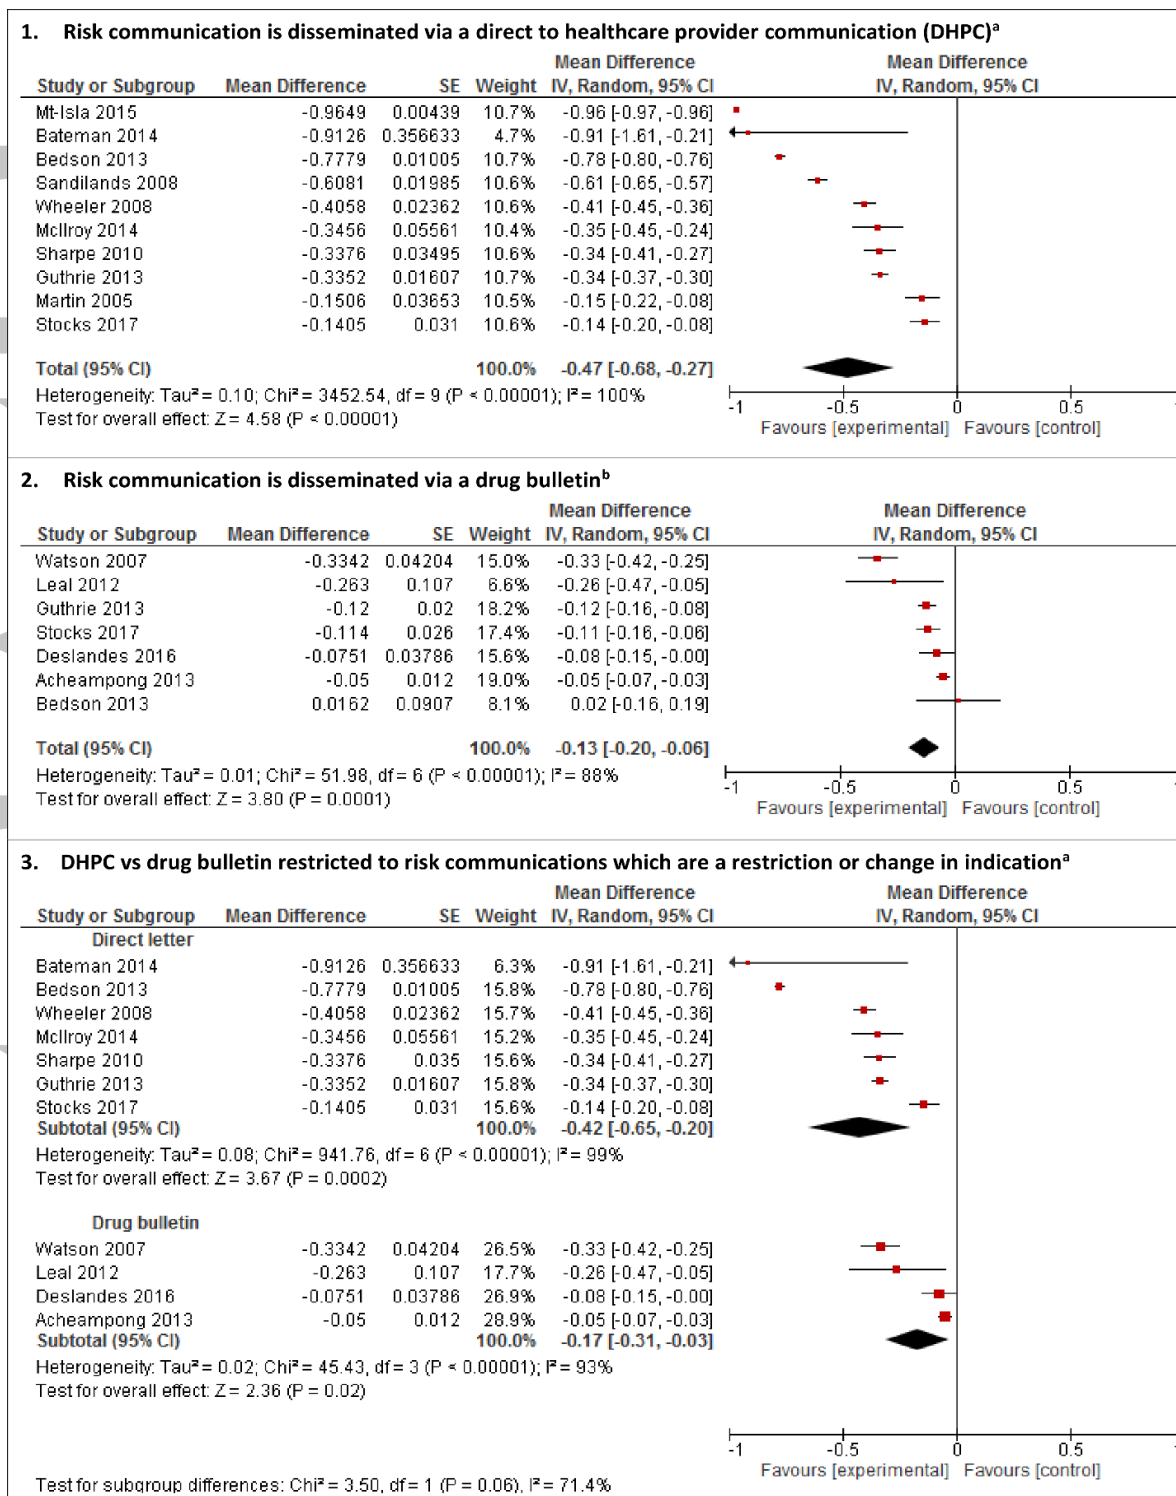 1. Risk communication is disseminated via a direct to healthcare provider communication (DHPC)ᵃ
Mean Difference Mean Difference
Study or Subgroup Mean Difference SE Weight IV, Random, 95% CI IV, Random, 95% CI
Mt-Isla 2015 -0.9649 0.00439 10.7% -0.96 [-0.97, -0.96]
Bateman 2014 -0.9126 0.356633 4.7% -0.91 [-1.61, -0.21]
Bedson 2013 -0.7779 0.01005 10.7% -0.78 [-0.80, -0.76]
Sandilands 2008 -0.6081 0.01985 10.6% -0.61 [-0.65, -0.57]
Wheeler 2008 -0.4058 0.02362 10.6% -0.41 [-0.45, -0.36]
McIlroy 2014 -0.3456 0.05561 10.4% -0.35 [-0.45, -0.24]
Sharpe 2010 -0.3376 0.03495 10.6% -0.34 [-0.41, -0.27]
Guthrie 2013 -0.3352 0.01607 10.7% -0.34 [-0.37, -0.30]
Martin 2005 -0.1506 0.03653 10.5% -0.15 [-0.22, -0.08]
Stocks 2017 -0.1405 0.031 10.6% -0.14 [-0.20, -0.08]
Total (95% CI) 100.0% -0.47 [-0.68, -0.27]
Heterogeneity: Tau² = 0.10; Chi² = 3452.54, df = 9 (P < 0.00001); I² = 100%
Test for overall effect: Z = 4.58 (P < 0.00001)
-1 -0.5 0 0.5 1
Favours [experimental] Favours [control]
2. Risk communication is disseminated via a drug bulletinᵇ
Mean Difference Mean Difference
Study or Subgroup Mean Difference SE Weight IV, Random, 95% CI IV, Random, 95% CI
Watson 2007 -0.3342 0.04204 15.0% -0.33 [-0.42, -0.25]
Leal 2012 -0.263 0.107 6.6% -0.26 [-0.47, -0.05]
Guthrie 2013 -0.12 0.02 18.2% -0.12 [-0.16, -0.08]
Stocks 2017 -0.114 0.026 17.4% -0.11 [-0.16, -0.06]
Deslandes 2016 -0.0751 0.03786 15.6% -0.08 [-0.15, -0.00]
Acheampong 2013 -0.05 0.012 19.0% -0.05 [-0.07, -0.03]
Bedson 2013 0.0162 0.0907 8.1% 0.02 [-0.16, 0.19]
Total (95% CI) 100.0% -0.13 [-0.20, -0.06]
Heterogeneity: Tau² = 0.01; Chi² = 51.98, df = 6 (P < 0.00001); I² = 88%
Test for overall effect: Z = 3.80 (P = 0.0001)
-1 -0.5 0 0.5 1
Favours [experimental] Favours [control]
3. DHPC vs drug bulletin restricted to risk communications which are a restriction or change in indicationᵃ
Mean Difference Mean Difference
Study or Subgroup Mean Difference SE Weight IV, Random, 95% CI IV, Random, 95% CI
Direct letter
Bateman 2014 -0.9126 0.356633 6.3% -0.91 [-1.61, -0.21]
Bedson 2013 -0.7779 0.01005 15.8% -0.78 [-0.80, -0.76]
Wheeler 2008 -0.4058 0.02362 15.7% -0.41 [-0.45, -0.36]
McIlroy 2014 -0.3456 0.05561 15.2% -0.35 [-0.45, -0.24]
Sharpe 2010 -0.3376 0.035 15.6% -0.34 [-0.41, -0.27]
Guthrie 2013 -0.3352 0.01607 15.8% -0.34 [-0.37, -0.30]
Stocks 2017 -0.1405 0.031 15.6% -0.14 [-0.20, -0.08]
Subtotal (95% CI) 100.0% -0.42 [-0.65, -0.20]
Heterogeneity: Tau² = 0.08; Chi² = 941.76, df = 6 (P < 0.00001); I² = 99%
Test for overall effect: Z = 3.67 (P = 0.0002)
Drug bulletin
Watson 2007 -0.3342 0.04204 26.5% -0.33 [-0.42, -0.25]
Leal 2012 -0.263 0.107 17.7% -0.26 [-0.47, -0.05]
Deslandes 2016 -0.0751 0.03786 26.9% -0.08 [-0.15, -0.00]
Acheampong 2013 -0.05 0.012 28.9% -0.05 [-0.07, -0.03]
Subtotal (95% CI) 100.0% -0.17 [-0.31, -0.03]
Heterogeneity: Tau² = 0.02; Chi² = 45.43, df = 3 (P < 0.00001); I² = 93%
Test for overall effect: Z = 2.36 (P = 0.02)
-1 -0.5 0 0.5 1
Favours [experimental] Favours [control]
Test for subgroup differences: Chi² = 3.50, df = 1 (P = 0.06), I² = 71.4%